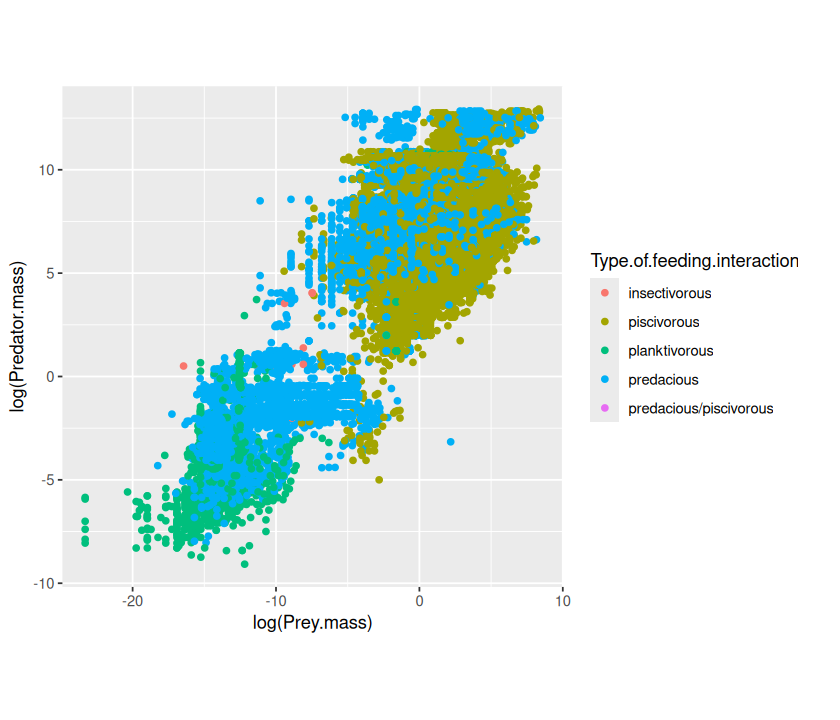 10
5
0
-5
-10
-20
-10
0
10
log(Prey.mass)
log(Predator.mass)
Type.of.feeding.interaction
insectivorous
piscivorous
planktivorous
predacious
predacious/piscivorous